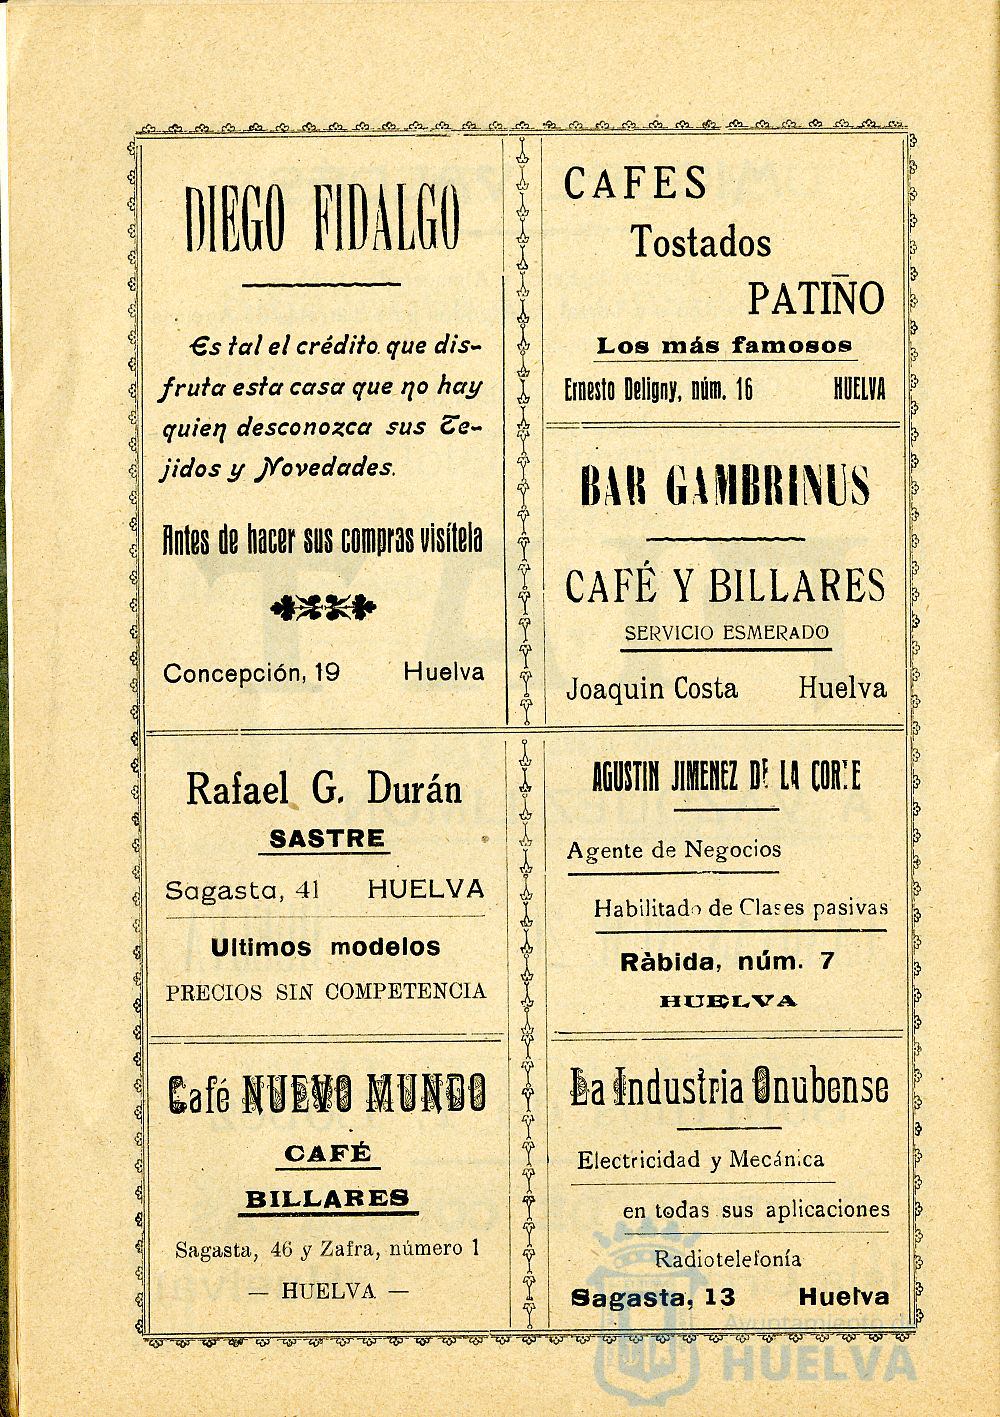 DIEGO FIDALGO
Es tal el crédito que dis-
fruta esta casa que no hay
quien desconozca sus Te-
jidos y Novedades.
Antes de hacer sus compras visítela
Concepción, 19 Huelva
CAFES
Tostados
PATIÑO
Los más famosos
Ernesto Deligny, núm. 16 HUELVA
BAR GAMBRINUS
CAFÉ Y BILLARES
SERVICIO ESMERADO
Joaquin Costa Huelva
Rafael G. Durán
SASTRE
Sagasta, 41 HUELVA
Ultimos modelos
PRECIOS SIN COMPETENCIA
AGUSTIN JIMENEZ DE LA CORTE
Agente de Negocios
Habilitado de Clases pasivas
Ràbida, núm. 7
HUELVA
Café NUEVO MUNDO
CAFÉ
BILLARES
Sagasta, 46 y Zafra, número 1
— HUELVA —
La Industria Onubense
Electricidad y Mecánica
en todas sus aplicaciones
Radiotelefonía
Sagasta, 13 Huelva
Ayuntamiento de
HUELVA